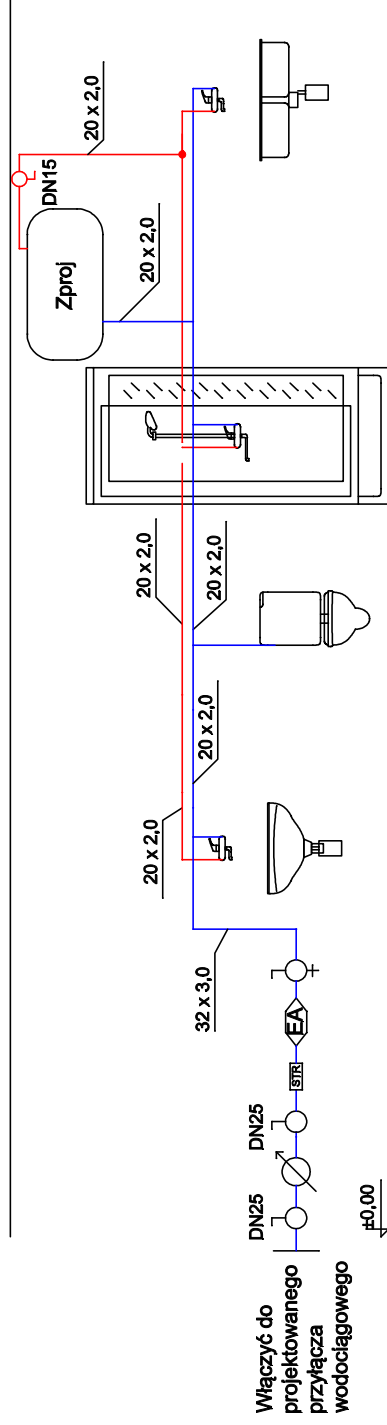 20 x 2,0
DN15
Zproj
20 x 2,0
20 x 2,0
20 x 2,0
20 x 2,0
20 x 2,0
32 x 3,0
EA
STR
DN25
DN25
±0,00
Włączyć do
projektowanego
przyłącza
wodociągowego